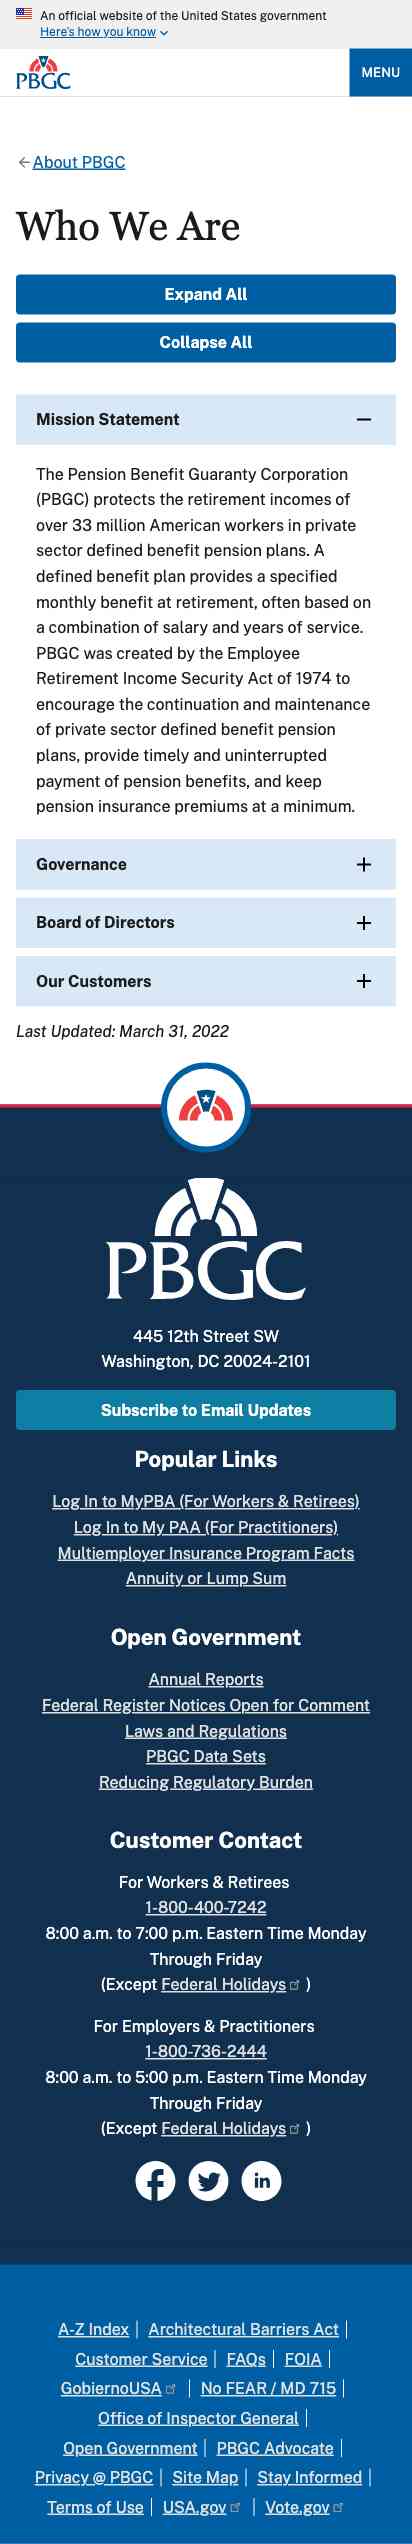 An official website of the United States government
Here's how you know
PBGC
MENU
About PBGC
Who We Are
Expand All
Collapse All
Mission Statement
The Pension Benefit Guaranty Corporation
(PBGC) protects the retirement incomes of
over 33 million American workers in private
sector defined benefit pension plans. A
defined benefit plan provides a specified
monthly benefit at retirement, often based on
a combination of salary and years of service.
PBGC was created by the Employee
Retirement Income Security Act of 1974 to
encourage the continuation and maintenance
of private sector defined benefit pension
plans, provide timely and uninterrupted
payment of pension benefits, and keep
pension insurance premiums at a minimum.
Governance
Board of Directors
Our Customers
Last Updated: March 31, 2022
PBGC
445 12th Street SW
Washington, DC 20024-2101
Subscribe to Email Updates
Popular Links
Log In to MyPBA (For Workers & Retirees)
Log In to My PAA (For Practitioners)
Multiemployer Insurance Program Facts
Annuity or Lump Sum
Open Government
Annual Reports
Federal Register Notices Open for Comment
Laws and Regulations
PBGC Data Sets
Reducing Regulatory Burden
Customer Contact
For Workers & Retirees
1-800-400-7242
8:00 a.m. to 7:00 p.m. Eastern Time Monday
Through Friday
(Except Federal Holidays )
For Employers & Practitioners
1-800-736-2444
8:00 a.m. to 5:00 p.m. Eastern Time Monday
Through Friday
(Except Federal Holidays )
in
A-Z Index | Architectural Barriers Act |
Customer Service | FAQs | FOIA |
GobiernoUSA | No FEAR / MD 715 |
Office of Inspector General |
Open Government | PBGC Advocate |
Privacy @ PBGC | Site Map | Stay Informed |
Terms of Use | USA.gov | Vote.gov